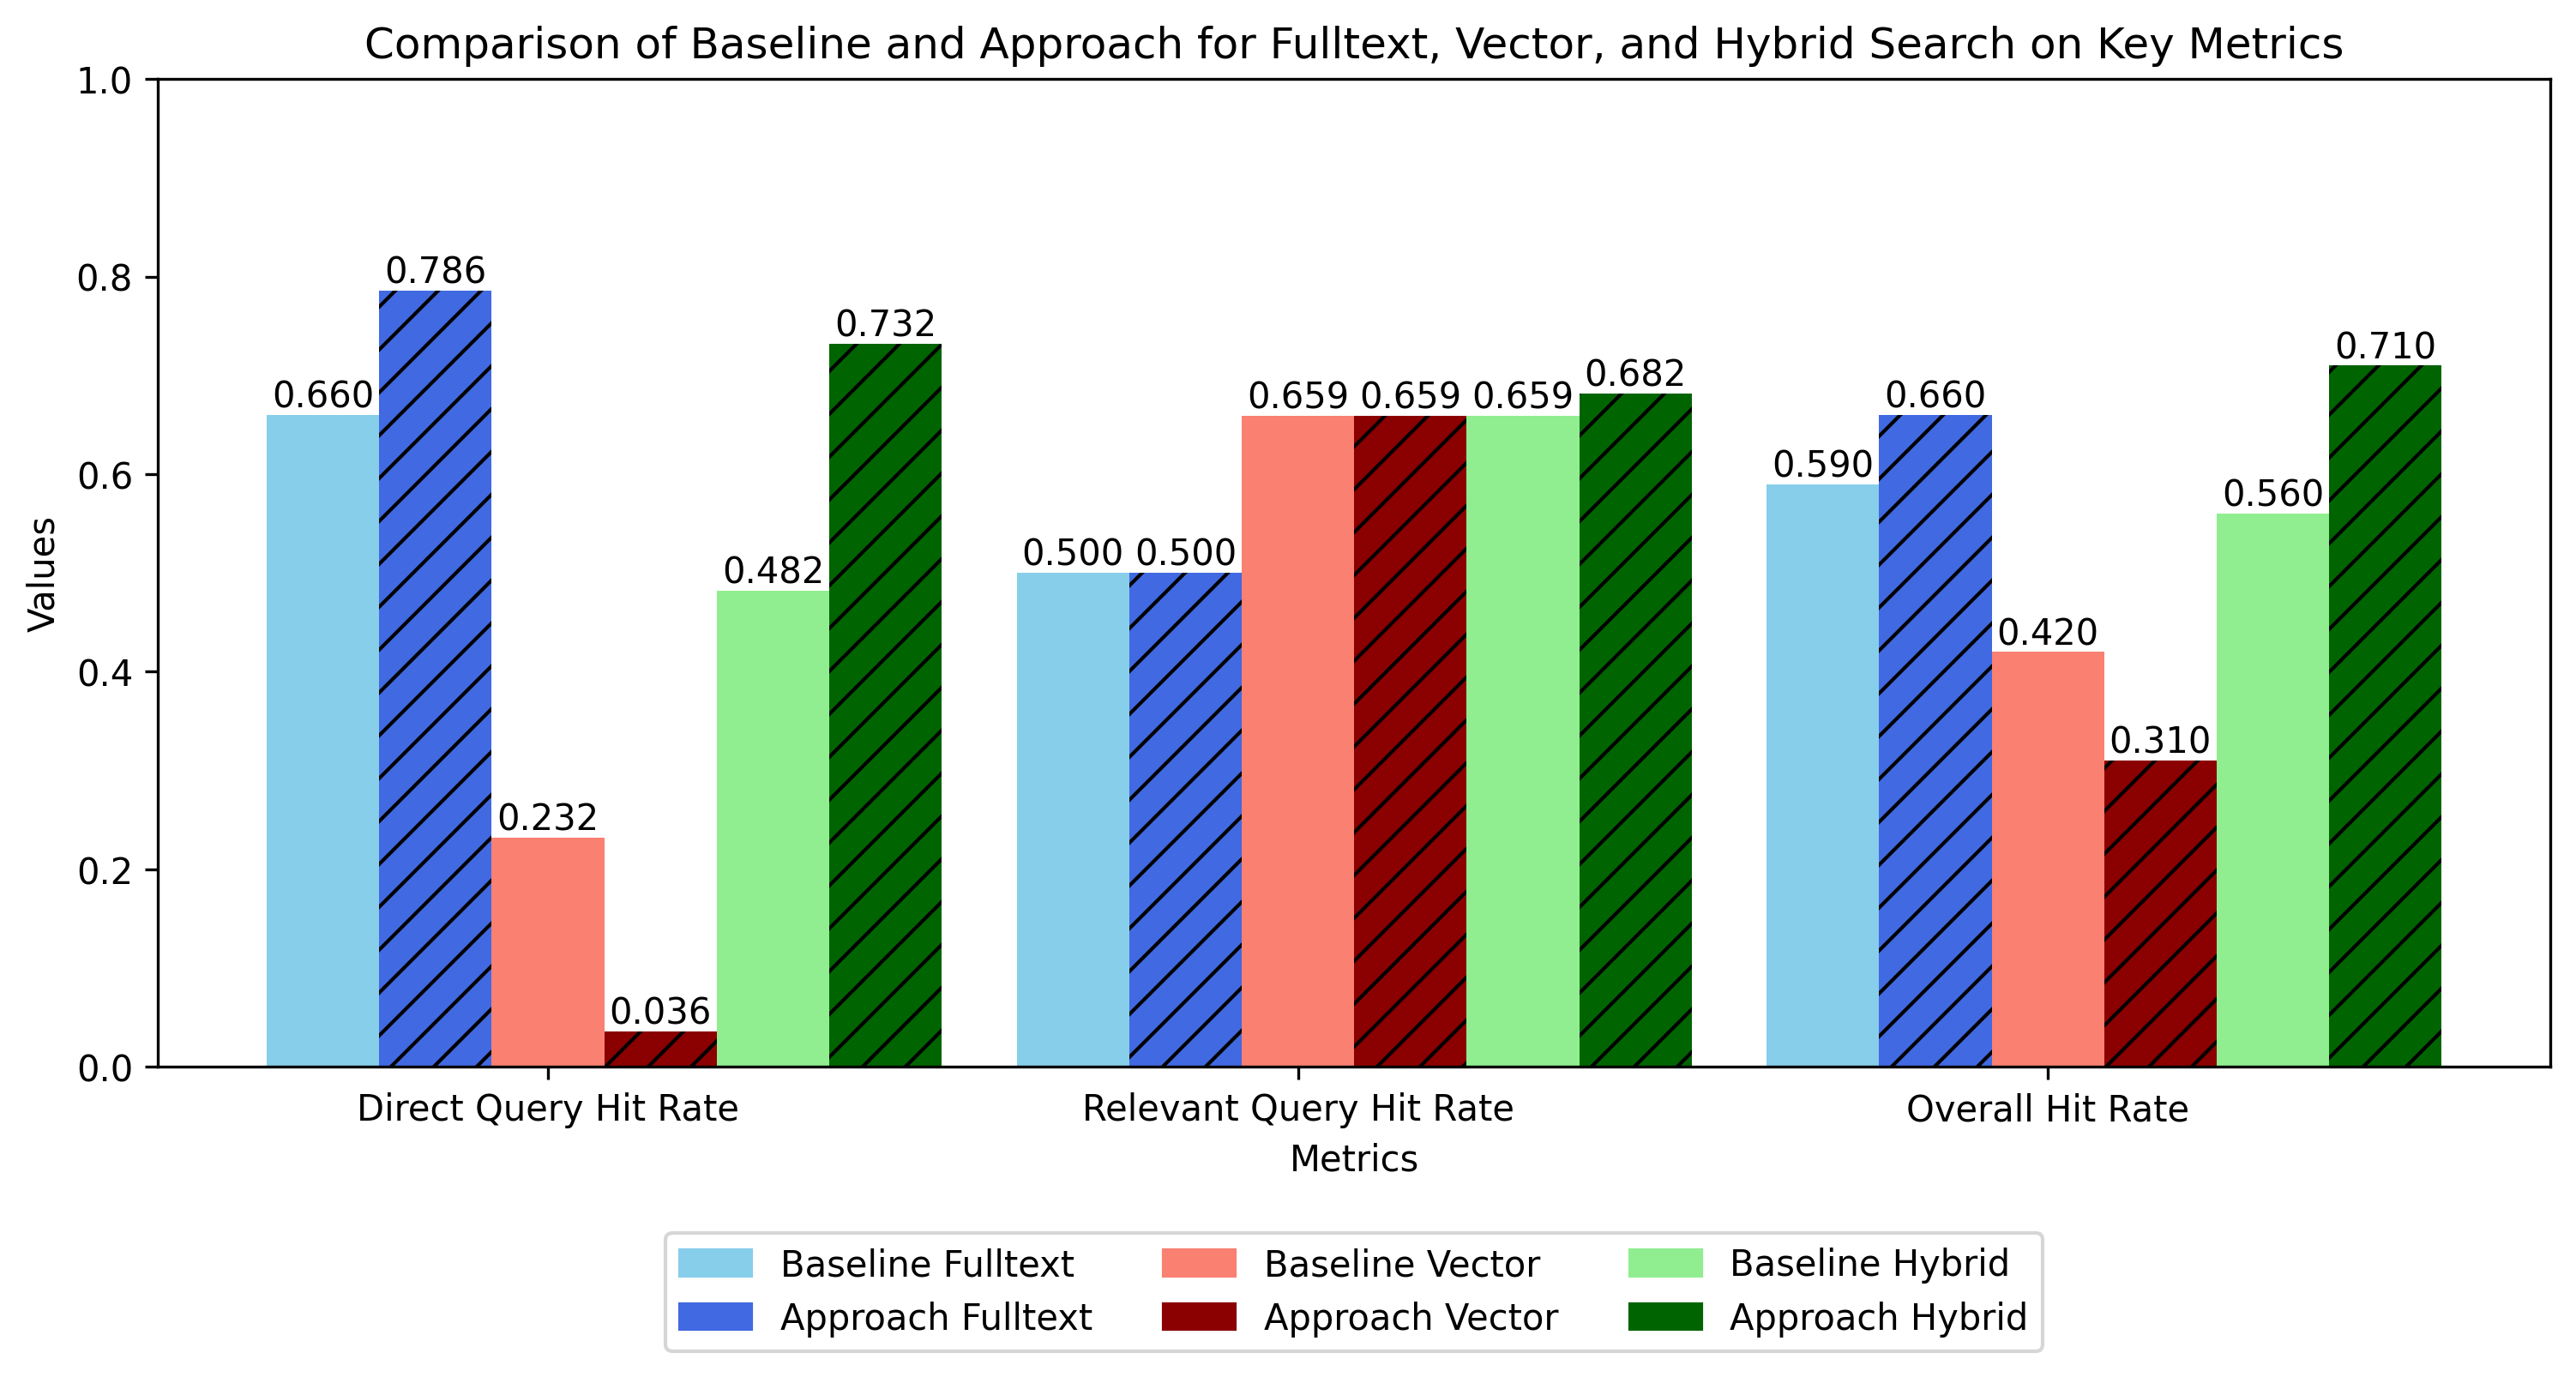 Comparison of Baseline and Approach for Fulltext, Vector, and Hybrid Search on Key Metrics
1.0
0.8
0.6
0.4
0.2
0.0
Values
0.660
0.786
0.232
0.036
0.482
0.732
0.500
0.500
0.659
0.659
0.659
0.682
0.590
0.660
0.420
0.310
0.560
0.710
Direct Query Hit Rate
Relevant Query Hit Rate
Overall Hit Rate
Metrics
Baseline Fulltext
Approach Fulltext
Baseline Vector
Approach Vector
Baseline Hybrid
Approach Hybrid